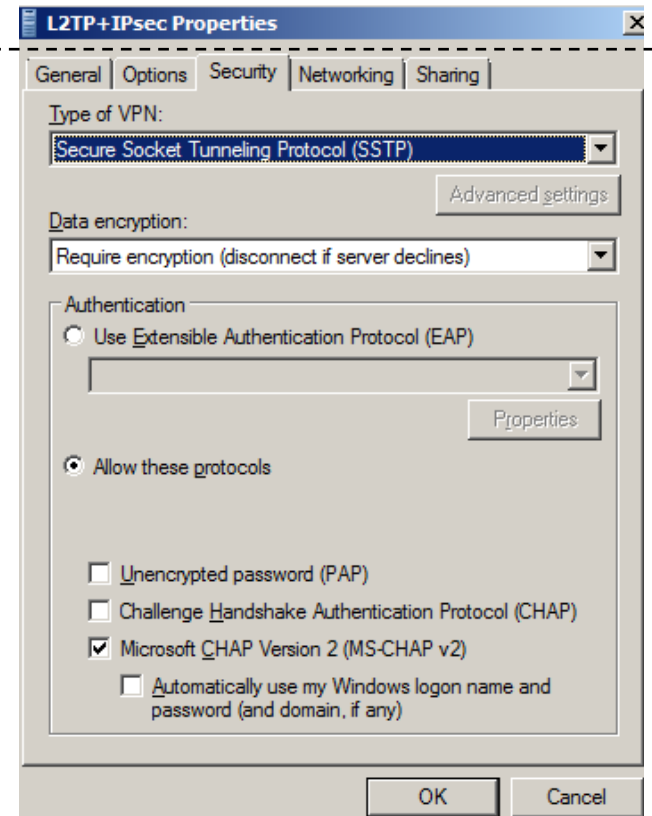 L2TP+IPsec Properties
General Options Security Networking Sharing
Type of VPN:
Secure Socket Tunneling Protocol (SSTP)
Advanced settings
Data encryption:
Require encryption (disconnect if server declines)
Authentication
Use Extensible Authentication Protocol (EAP)
Properties
Allow these protocols
Unencrypted password (PAP)
Challenge Handshake Authentication Protocol (CHAP)
Microsoft CHAP Version 2 (MS-CHAP v2)
Automatically use my Windows logon name and
password (and domain, if any)
OK Cancel